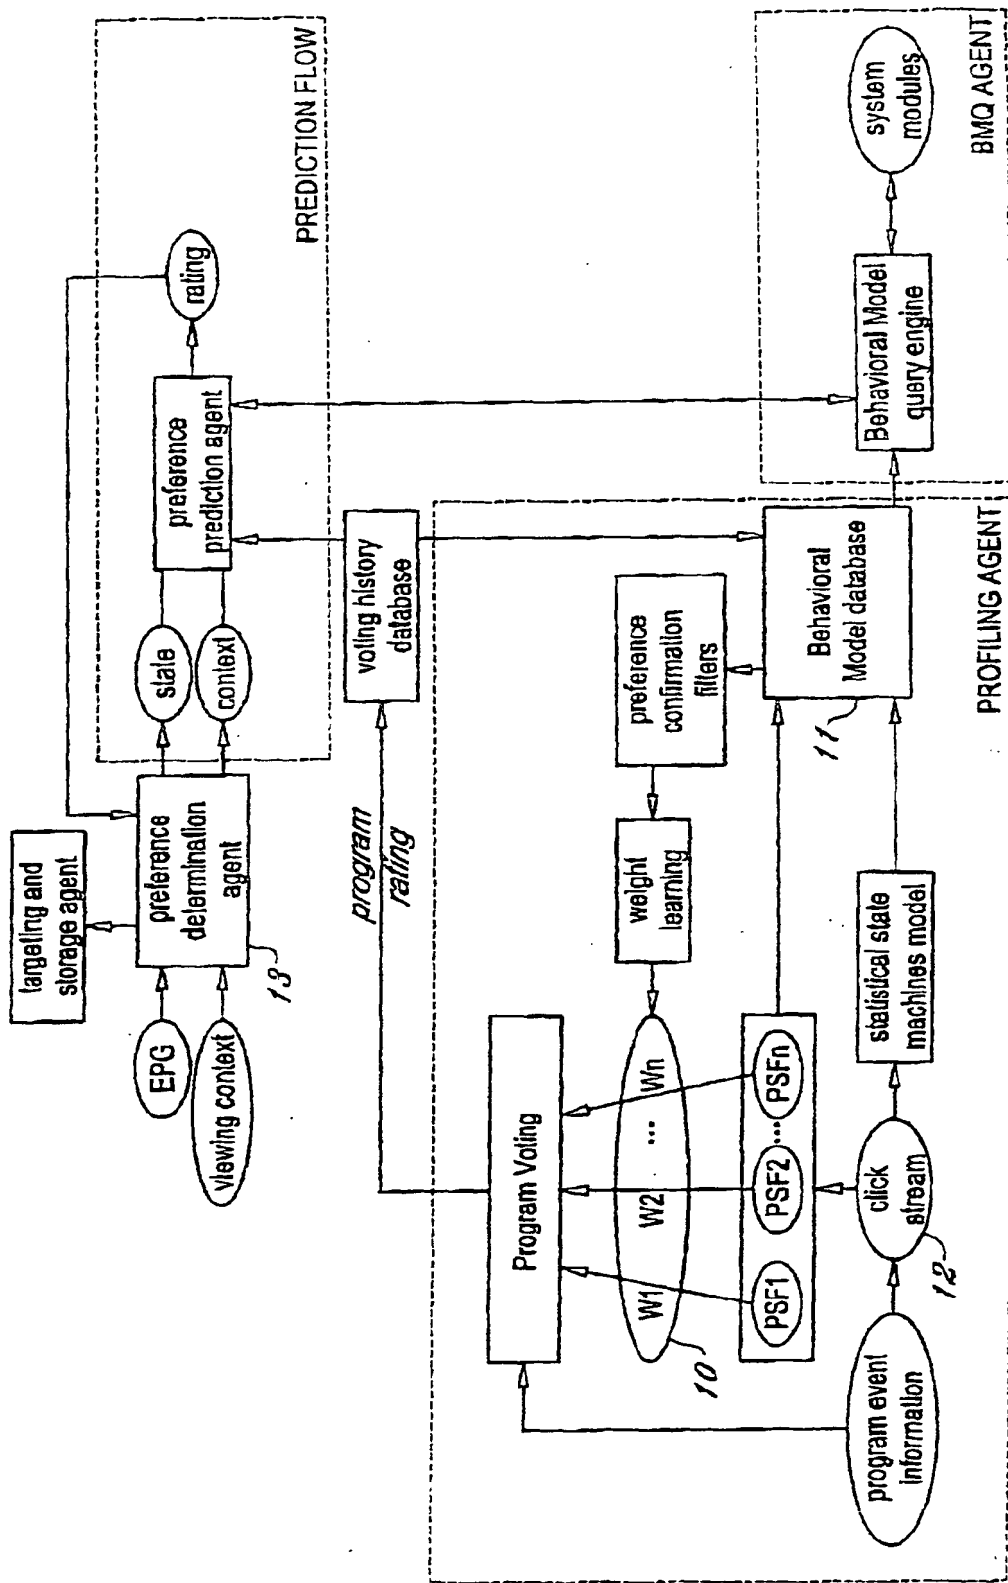 targeting and
storage agent
EPG
viewing context
preference
determination
agent
13
state
context
preference
prediction agent
rating
PREDICTION FLOW
program
rating
voting history
database
Program Voting
W1
W2
...
Wn
10
PSF1
PSF2
...
PSFn
weight
learning
preference
confirmation
filters
program event
information
click
stream
12
statistical state
machines model
Behavioral
Model database
11
PROFILING AGENT
Behavioral Model
query engine
system
modules
BMQ AGENT